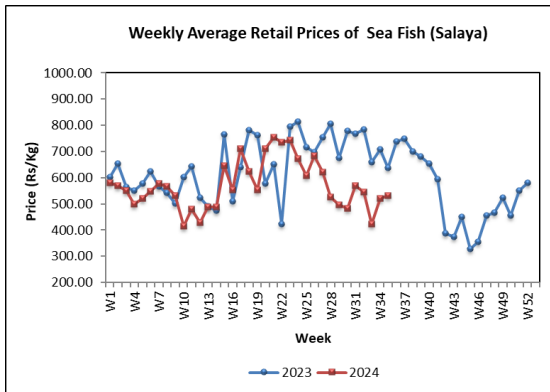 Weekly Average Retail Prices of Sea Fish (Salaya)
1000.00
900.00
800.00
700.00
600.00
500.00
400.00
300.00
200.00
Price (Rs/Kg)
W1
W4
W7
W10
W13
W16
W19
W22
W25
W28
W31
W34
W37
W40
W43
W46
W49
W52
Week
2023 2024